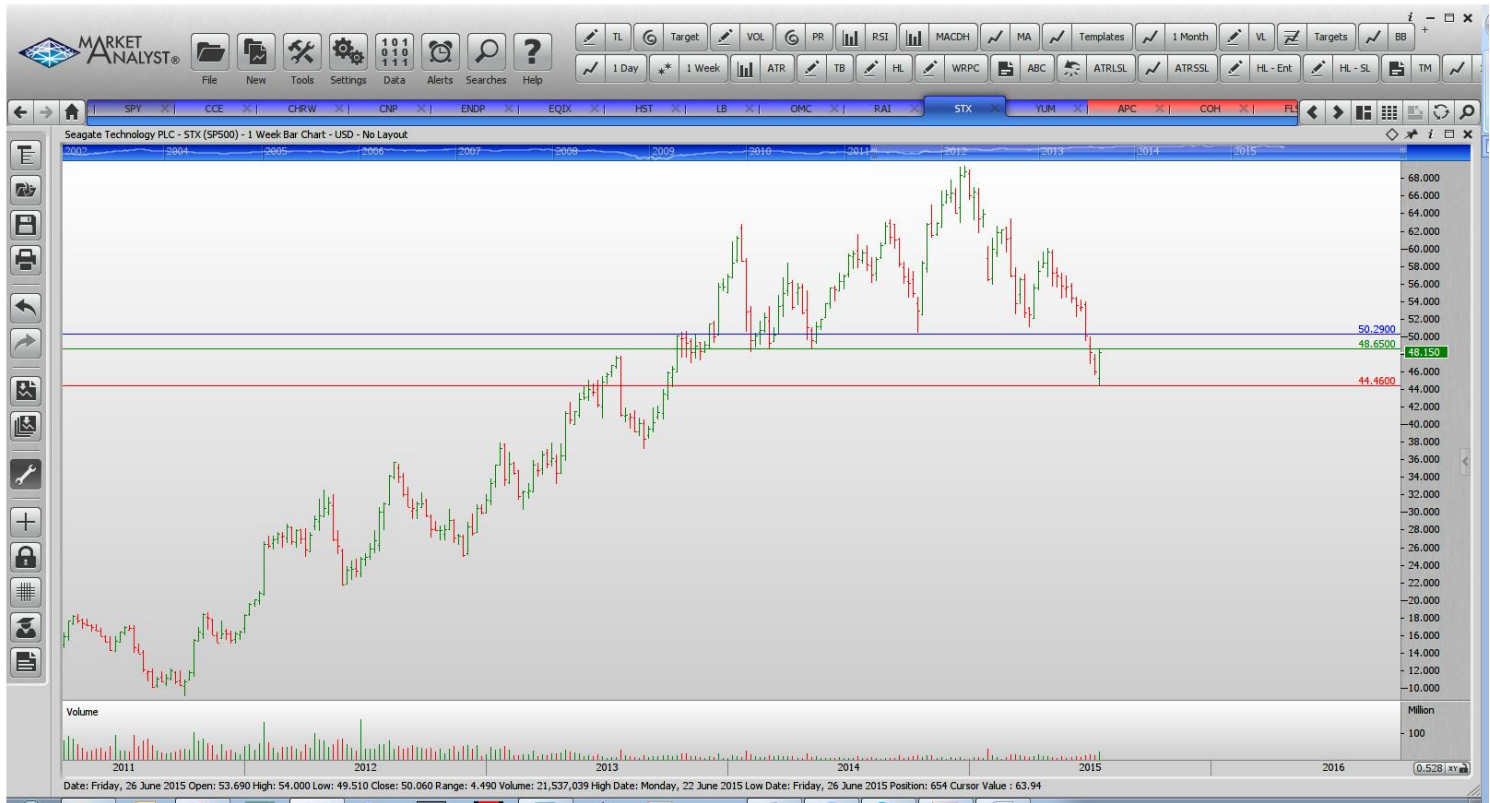 MARKET
ANALYST®
File New Tools Settings Data Alerts Searches Help
TL Target VOL PR RSI MACDH MA Templates 1 Month VL Targets BB
1 Day 1 Week ATR TB HL WRPC ABC ATRLSL ATRSSL HL - Ent HL - SL TM
SPY CCE CHRW CNP ENDP EQIX HST LB OMC RAI STX YUM APC COH
Seagate Technology PLC - STX (SP500) - 1 Week Bar Chart - USD - No Layout
2002 2004 2005 2006 2007 2008 2009 2010 2011 2012 2013 2014 2015
68.000
66.000
64.000
62.000
60.000
58.000
56.000
54.000
52.000
50.2900
50.000
48.6500
48.150
46.000
44.4600
44.000
42.000
40.000
38.000
36.000
34.000
32.000
30.000
28.000
26.000
24.000
22.000
20.000
18.000
16.000
14.000
12.000
10.000
Volume
Million
100
2011 2012 2013 2014 2015 2016
0.528 XY
Date: Friday, 26 June 2015 Open: 53.690 High: 54.000 Low: 49.510 Close: 50.060 Range: 4.490 Volume: 21,537,039 High Date: Monday, 22 June 2015 Low Date: Friday, 26 June 2015 Position: 654 Cursor Value : 63.94